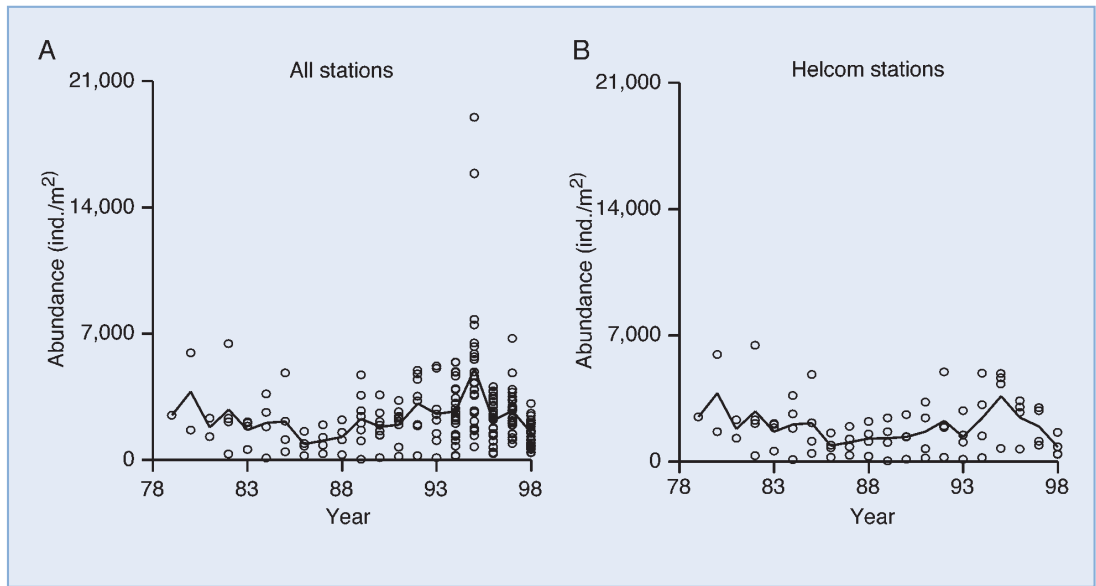 A
All stations
21,000
14,000
7,000
0
Abundance (ind./m²)
78 83 88 93 98
Year
B
Helcom stations
21,000
14,000
7,000
0
Abundance (ind./m²)
78 83 88 93 98
Year